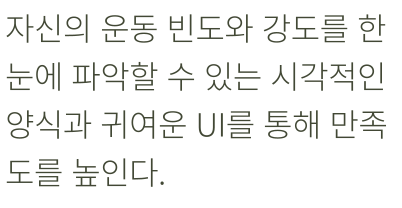 자신의 운동 빈도와 강도를 한
눈에 파악할 수 있는 시각적인
양식과 귀여운 UI를 통해 만족
도를 높인다.